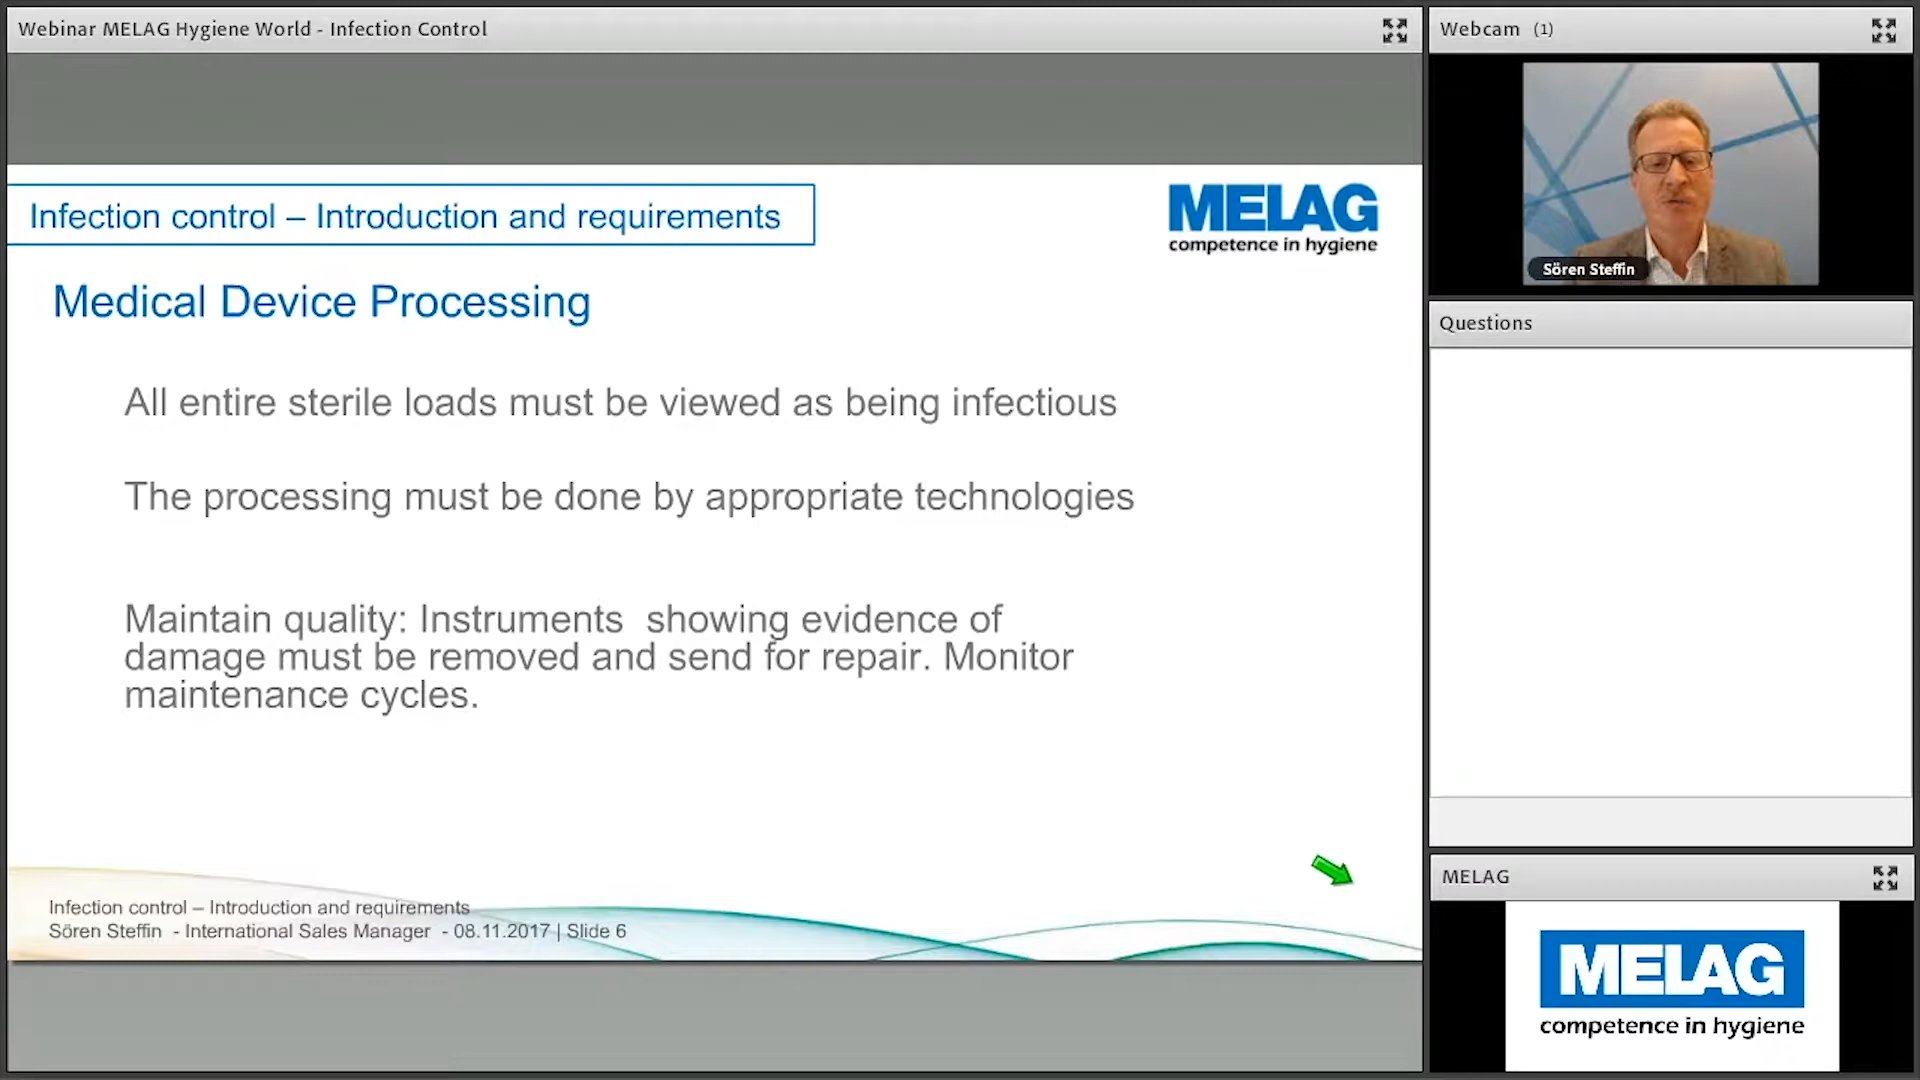 Webinar MELAG Hygiene World - Infection Control
Infection control – Introduction and requirements
MELAG
competence in hygiene
Medical Device Processing
All entire sterile loads must be viewed as being infectious
The processing must be done by appropriate technologies
Maintain quality: Instruments  showing evidence of
damage must be removed and send for repair. Monitor
maintenance cycles.
Infection control – Introduction and requirements
Sören Steffin  - International Sales Manager  - 08.11.2017 | Slide 6
Webcam (1)
Sören Steffin
Questions
MELAG
MELAG
competence in hygiene